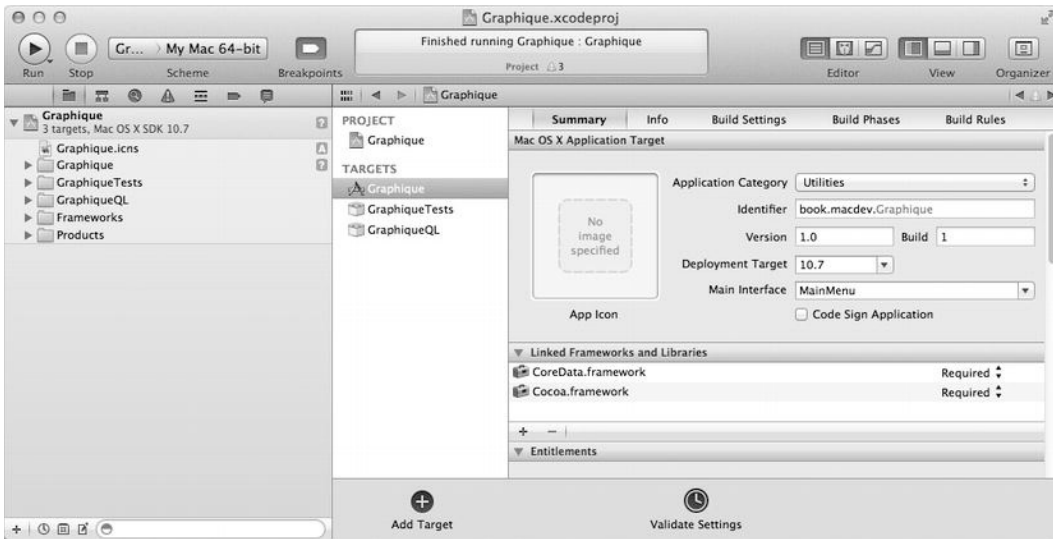 Graphique.xcodeproj
Gr... My Mac 64-bit
Finished running Graphique : Graphique
Project 3
Run Stop Scheme Breakpoints Editor View Organizer
Graphique
3 targets, Mac OS X SDK 10.7
?
Graphique.icns
A
Graphique
?
GraphiqueTests
GraphiqueQL
Frameworks
Products
Graphique
PROJECT
Graphique
TARGETS
Graphique
GraphiqueTests
GraphiqueQL
Summary Info Build Settings Build Phases Build Rules
Mac OS X Application Target
No
image
specified
App Icon
Application Category Utilities
Identifier book.macdev.Graphique
Version 1.0 Build 1
Deployment Target 10.7
Main Interface MainMenu
Code Sign Application
Linked Frameworks and Libraries
CoreData.framework Required
Cocoa.framework Required
Entitlements
Add Target Validate Settings